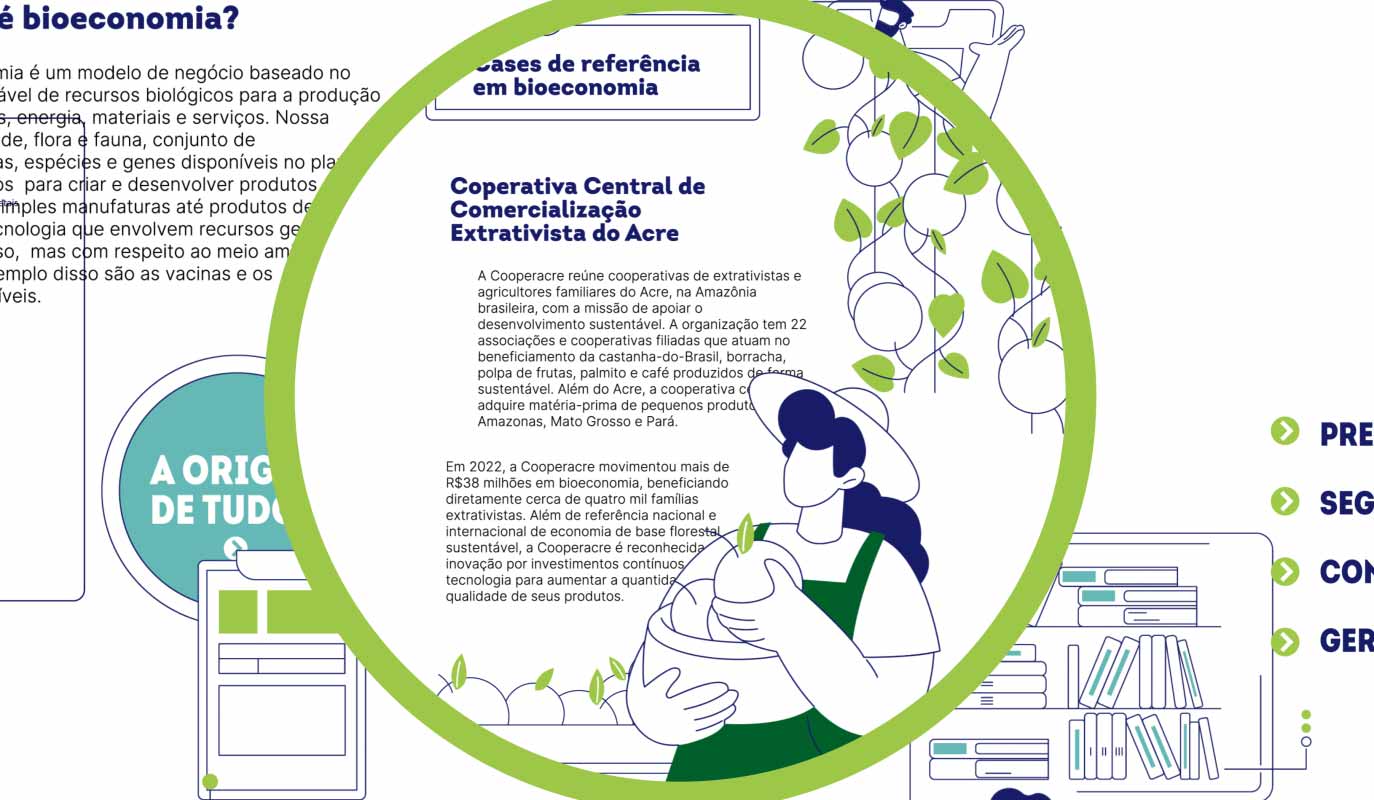 é bioeconomia?
mia é um modelo de negócio baseado no
ável de recursos biológicos para a produção
s, energia, materiais e serviços. Nossa
de, flora e fauna, conjunto de
as, espécies e genes disponíveis no pla
os para criar e desenvolver produtos
imples manufaturas até produtos de
cnologia que envolvem recursos ge
so, mas com respeito ao meio am
emplo disso são as vacinas e os
íveis.
A ORIG
DE TUDO
Cases de referência
em bioeconomia
Coperativa Central de
Comercialização
Extrativista do Acre
A Cooperacre reúne cooperativas de extrativistas e
agricultores familiares do Acre, na Amazônia
brasileira, com a missão de apoiar o
desenvolvimento sustentável. A organização tem 22
associações e cooperativas filiadas que atuam no
beneficiamento da castanha-do-Brasil, borracha,
polpa de frutas, palmito e café produzidos de forma
sustentável. Além do Acre, a cooperativa ce
adquire matéria-prima de pequenos produto
Amazonas, Mato Grosso e Pará.
Em 2022, a Cooperacre movimentou mais de
R$38 milhões em bioeconomia, beneficiando
diretamente cerca de quatro mil famílias
extrativistas. Além de referência nacional e
internacional de economia de base florestal
sustentável, a Cooperacre é reconhecida
inovação por investimentos contínuos
tecnologia para aumentar a quantida
qualidade de seus produtos.
PRE
SEG
CON
GER